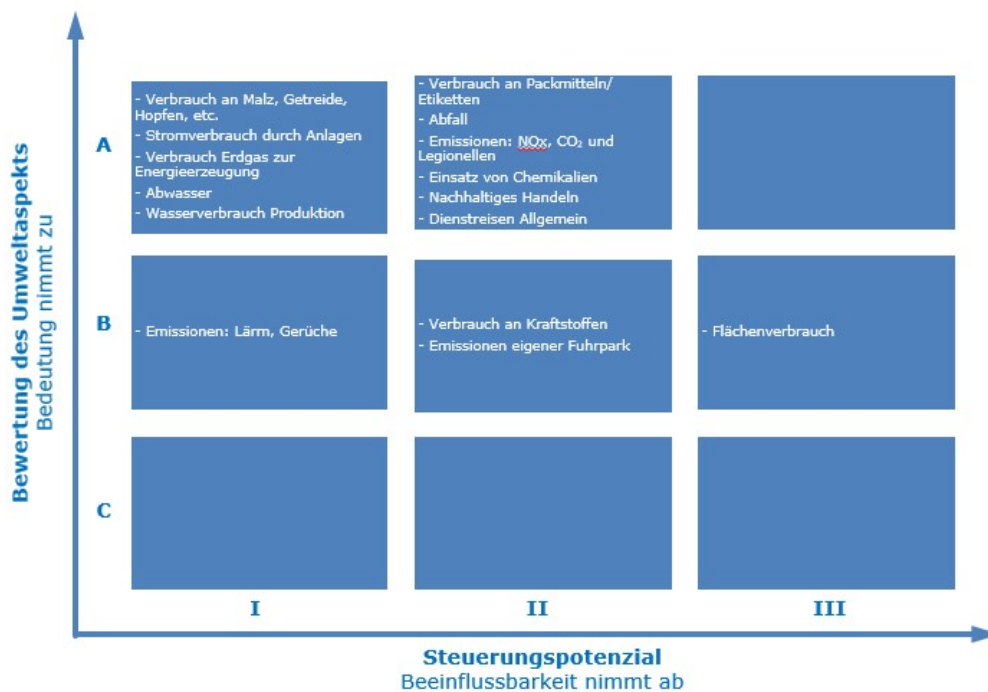 Bewertung des Umweltaspekts
Bedeutung nimmt zu
A
- Verbrauch an Malz, Getreide,
Hopfen, etc.
- Stromverbrauch durch Anlagen
- Verbrauch Erdgas zur
Energieerzeugung
- Abwasser
- Wasserverbrauch Produktion
- Verbrauch an Packmitteln/
Etiketten
- Abfall
- Emissionen: NOx, CO₂ und
Legionellen
- Einsatz von Chemikalien
- Nachhaltiges Handeln
- Dienstreisen Allgemein
B
- Emissionen: Lärm, Gerüche
- Verbrauch an Kraftstoffen
- Emissionen eigener Fuhrpark
- Flächenverbrauch
C
I
II
III
Steuerungspotenzial
Beeinflussbarkeit nimmt ab